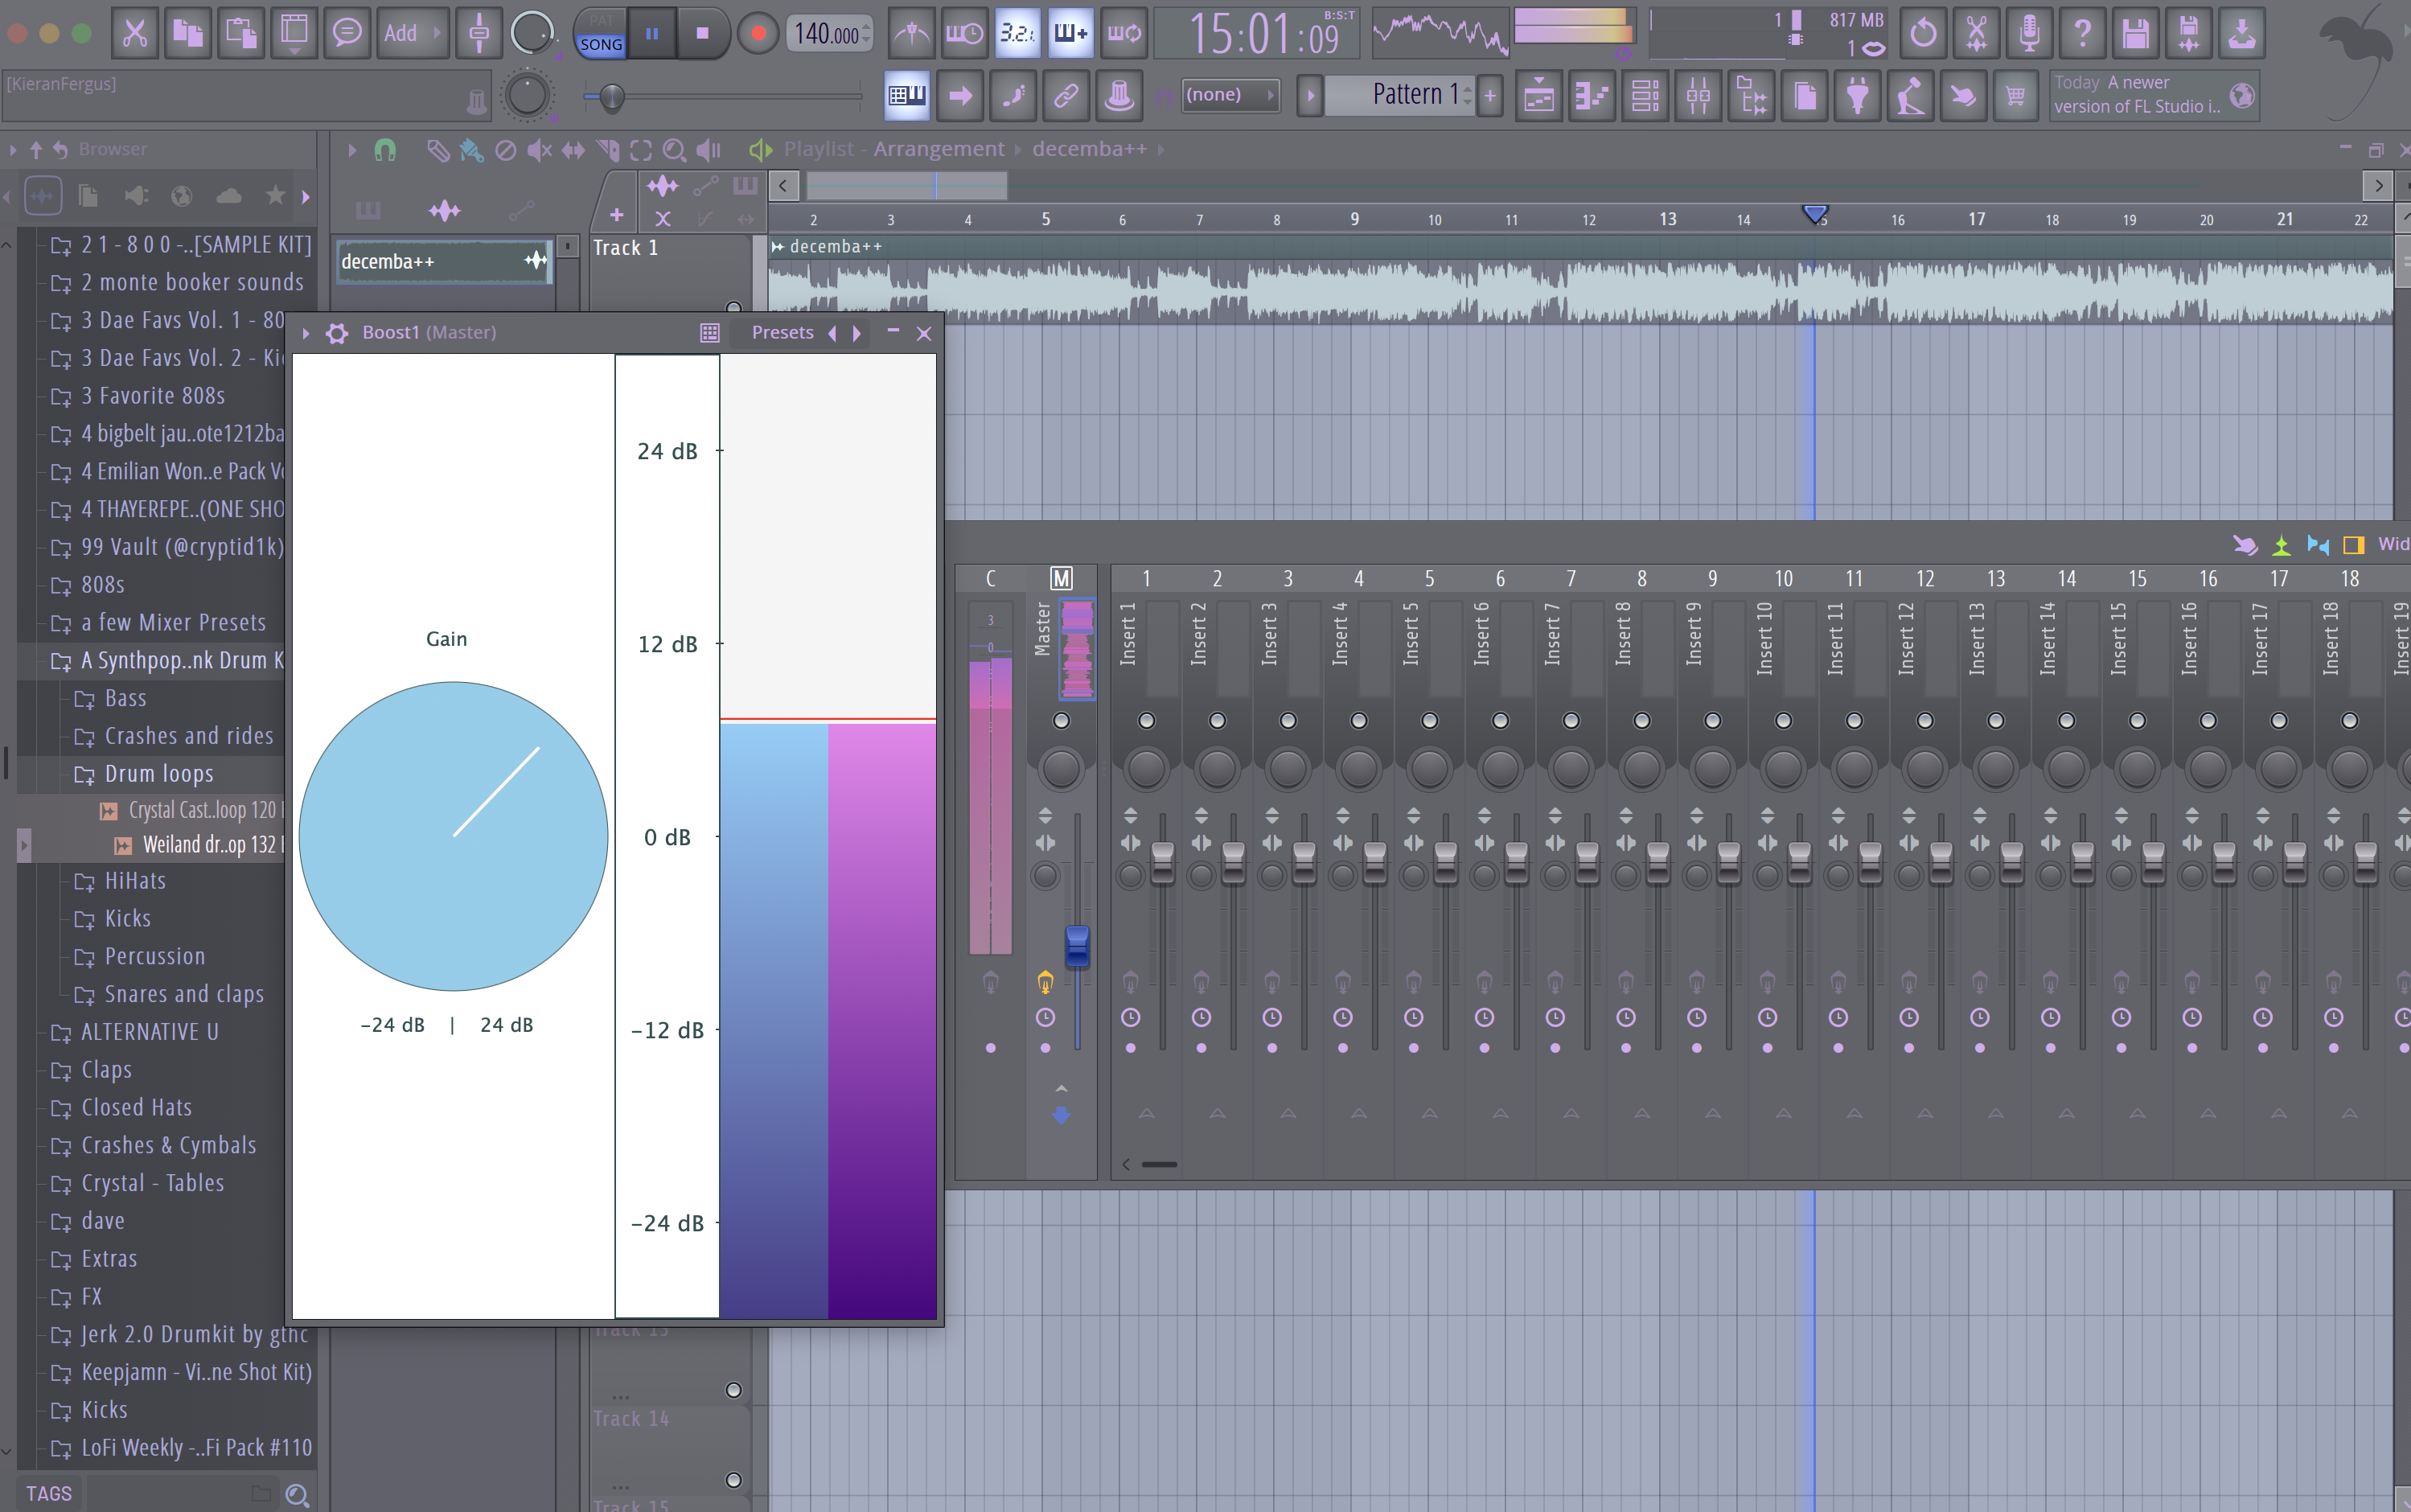 Add
PAT
SONG
140.000
3.2.1
15:01:09
B:S:T
1
817 MB
1
?
[KieranFergus]
(none)
Pattern 1
+
Today A newer
version of FL Studio i..
Browser
Playlist - Arrangement
decemba++
2 3 4 5 6 7 8 9 10 11 12 13 14 15 16 17 18 19 20 21 22
decemba++
Track 1
decemba++
2 1 - 8 0 0 -..[SAMPLE KIT]
2 monte booker sounds
3 Dae Favs Vol. 1 - 80
3 Dae Favs Vol. 2 - Ki
3 Favorite 808s
4 bigbelt jau..ote1212ba
4 Emilian Won..e Pack V
4 THAYEREPE..(ONE SHO
99 Vault (@cryptid1k)
808s
a few Mixer Presets
A Synthpop..nk Drum K
Bass
Crashes and rides
Drum loops
Crystal Cast..loop 120
Weiland dr..op 132
HiHats
Kicks
Percussion
Snares and claps
ALTERNATIVE U
Claps
Closed Hats
Crashes & Cymbals
Crystal - Tables
dave
Extras
FX
Jerk 2.0 Drumkit by gthc
Keepjamn - Vi..ne Shot Kit)
Kicks
LoFi Weekly -..Fi Pack #110
TAGS
Boost1 (Master)
Presets
Gain
-24 dB | 24 dB
24 dB
12 dB
0 dB
-12 dB
-24 dB
Wid
C M 1 2 3 4 5 6 7 8 9 10 11 12 13 14 15 16 17 18
3
0
Master
Insert 1
Insert 2
Insert 3
Insert 4
Insert 5
Insert 6
Insert 7
Insert 8
Insert 9
Insert 10
Insert 11
Insert 12
Insert 13
Insert 14
Insert 15
Insert 16
Insert 17
Insert 18
Insert 19
Track 13
...
Track 14
...
Track 15